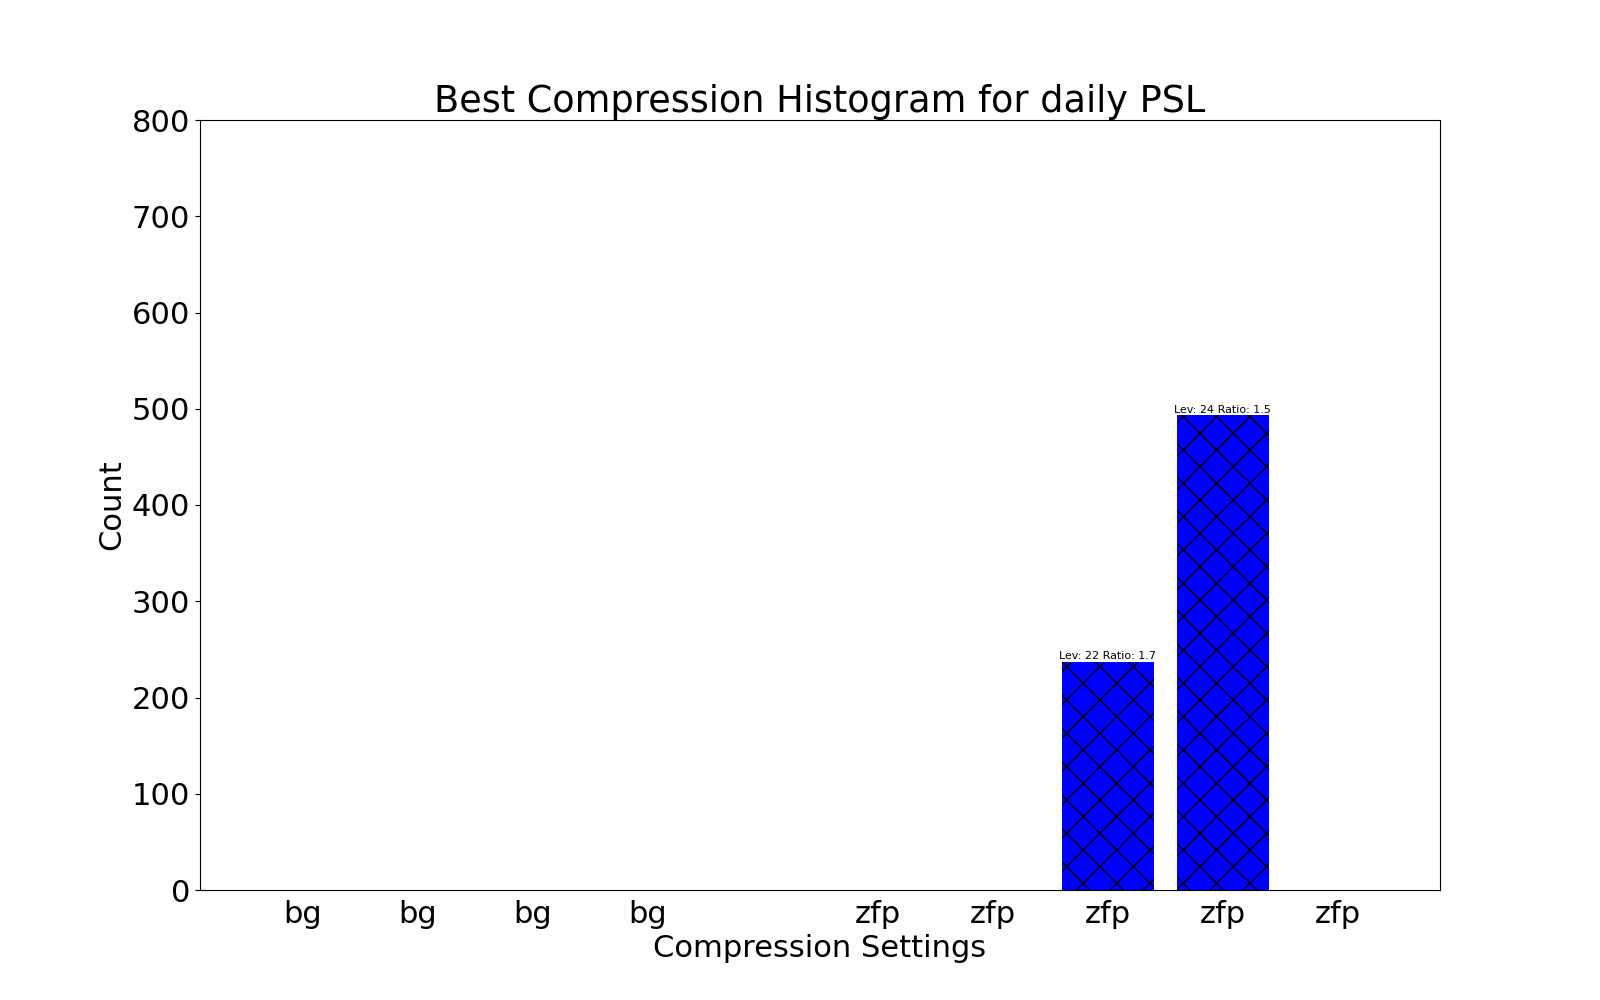 Best Compression Histogram for daily PSL
800
700
600
500
400
300
200
100
0
Count
Lev: 22 Ratio: 1.7
Lev: 24 Ratio: 1.5
bg bg bg bg zfp zfp zfp zfp zfp
Compression Settings